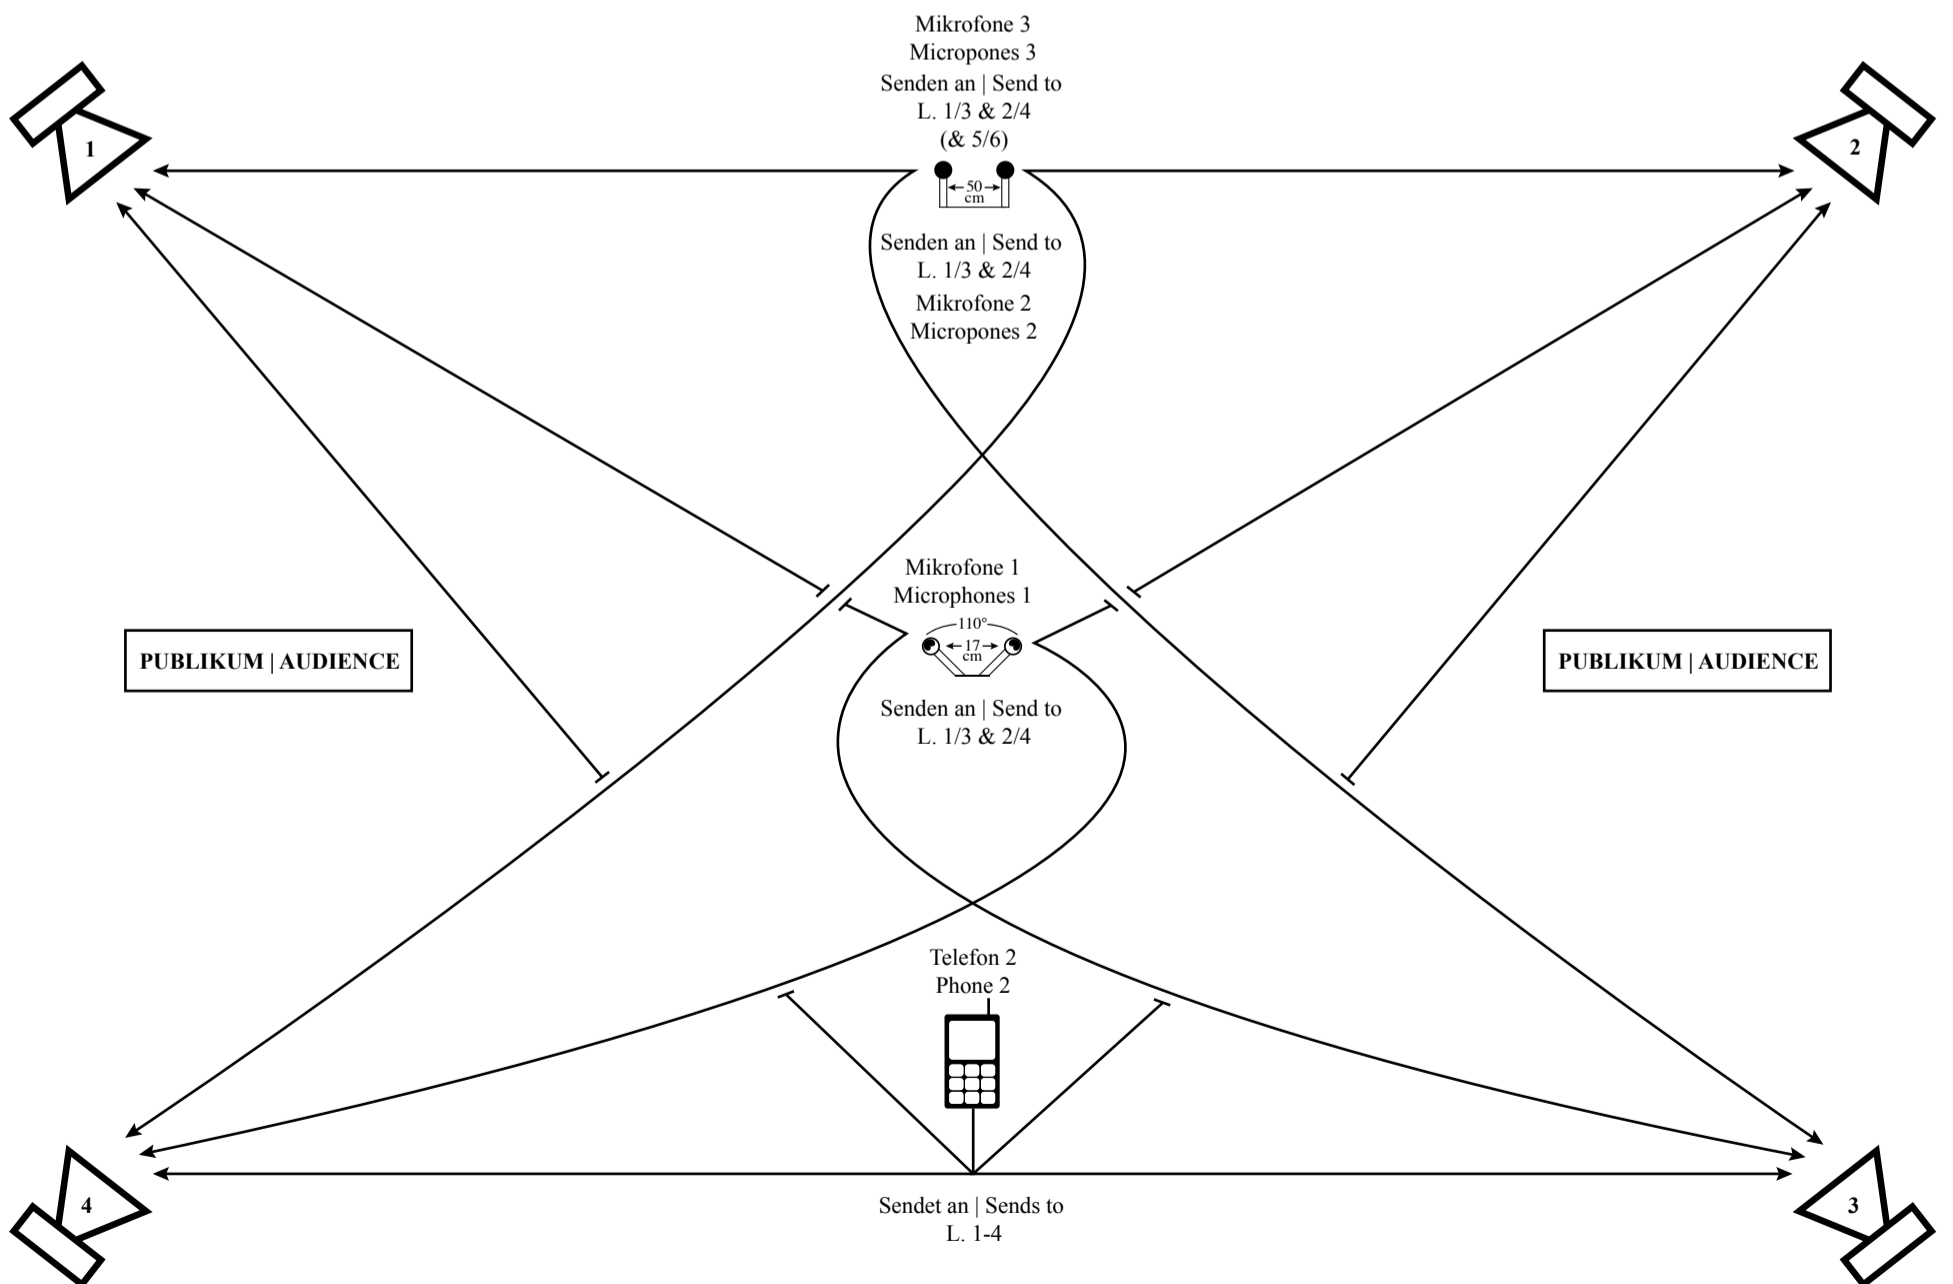 Mikrofone 3
Micropones 3
Senden an | Send to
L. 1/3 & 2/4
(& 5/6)
1
2
50
cm
Senden an | Send to
L. 1/3 & 2/4
Mikrofone 2
Micropones 2
Mikrofone 1
Microphones 1
110°
17
cm
PUBLIKUM | AUDIENCE
PUBLIKUM | AUDIENCE
Senden an | Send to
L. 1/3 & 2/4
Telefon 2
Phone 2
4
3
Sendet an | Sends to
L. 1-4